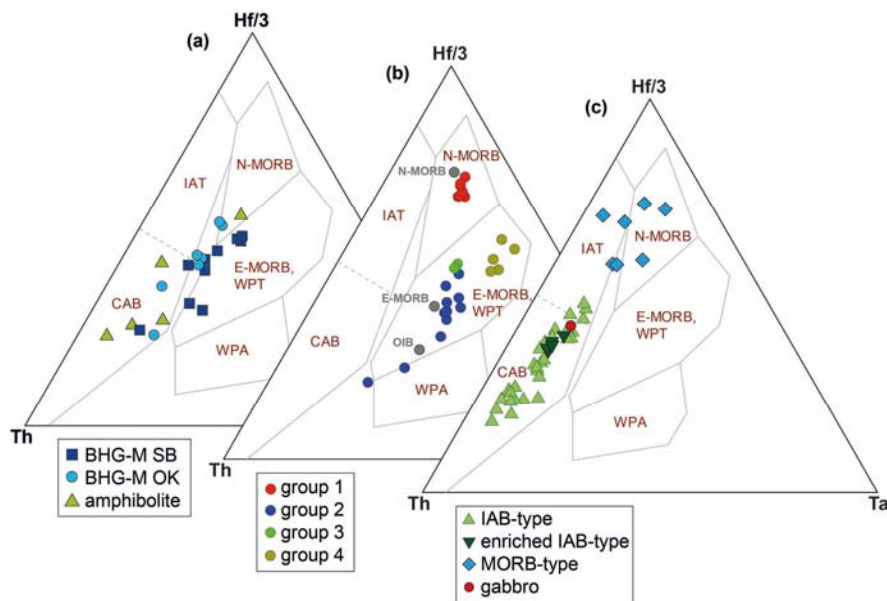 (a)
Hf/3
IAT
N-MORB
E-MORB,
WPT
CAB
WPA
Th
BHG-M SB
BHG-M OK
amphibolite
(b)
Hf/3
N-MORB
N-MORB
IAT
E-MORB
E-MORB,
WPT
OIB
CAB
WPA
Th
group 1
group 2
group 3
group 4
(c)
Hf/3
IAT
N-MORB
E-MORB,
WPT
CAB
WPA
Th
Ta
IAB-type
enriched IAB-type
MORB-type
gabbro